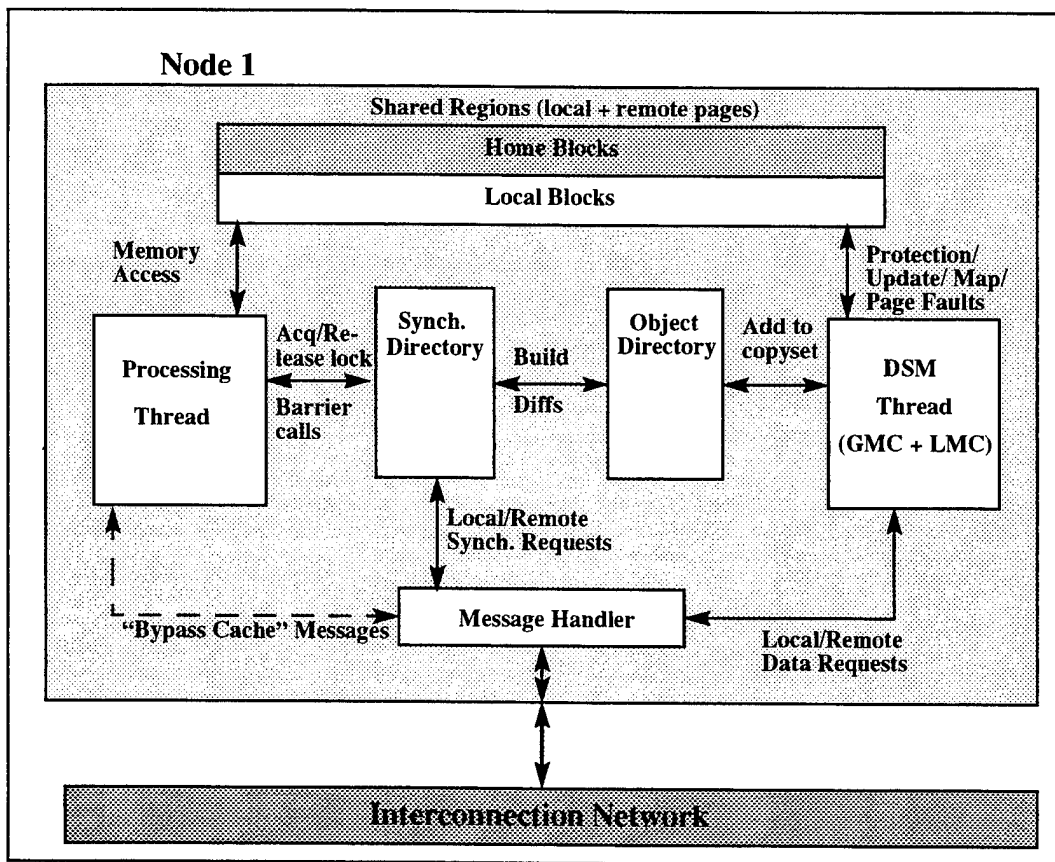 Node 1
Shared Regions (local + remote pages)
Home Blocks
Local Blocks
Memory
Access
Protection/
Update/ Map/
Page Faults
Processing
Thread
Acq/Re-
lease lock
Barrier
calls
Synch.
Directory
Build
Diffs
Object
Directory
Add to
copyset
DSM
Thread
(GMC + LMC)
Local/Remote
Synch. Requests
“Bypass Cache” Messages
Message Handler
Local/Remote
Data Requests
Interconnection Network